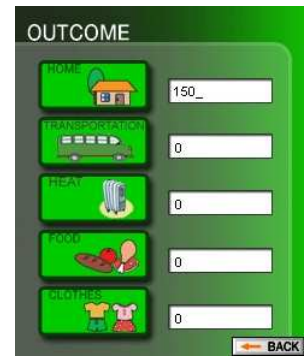 OUTCOME
HOME
150_
TRANSPORTATION
0
HEAT
0
FOOD
0
CLOTHES
0
BACK